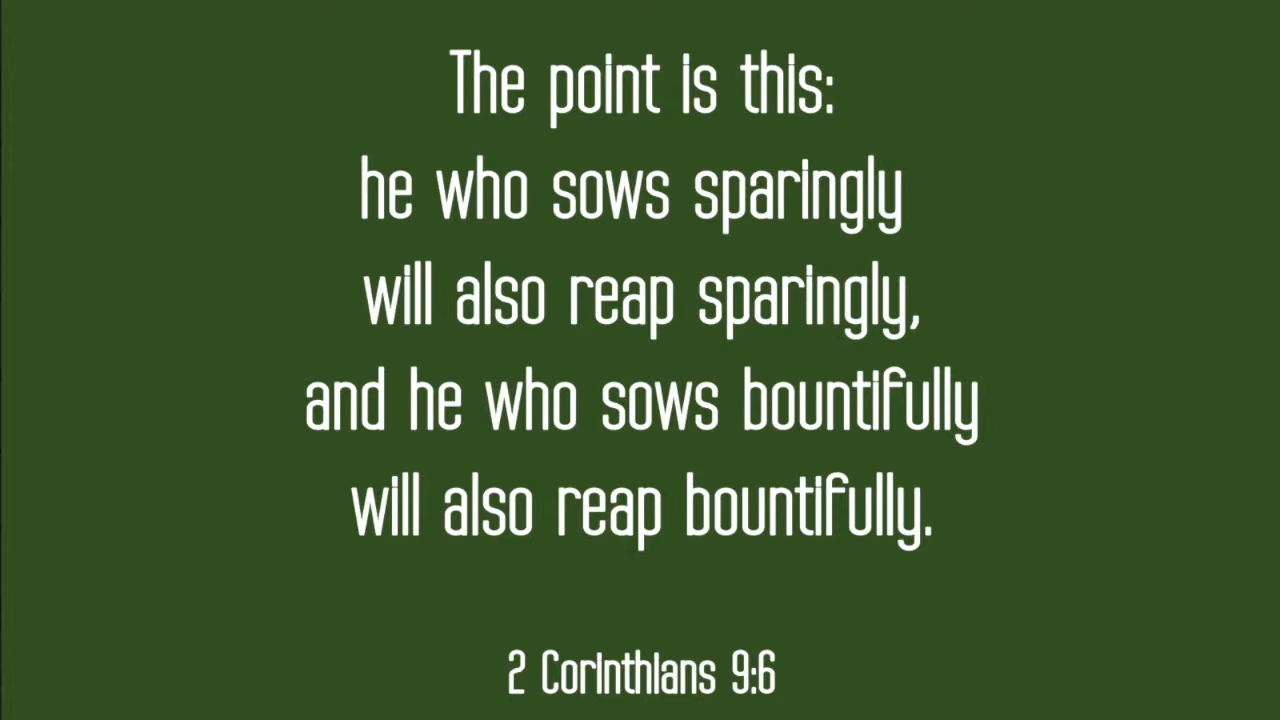 The point is this:
he who sows sparingly
will also reap sparingly,
and he who sows bountifully
will also reap bountifully.
2 Corinthians 9:6